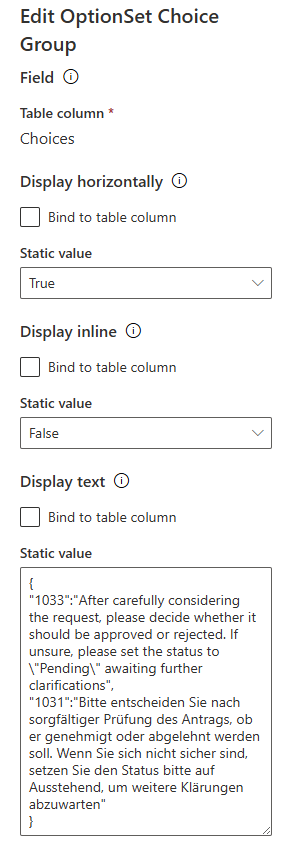 Edit OptionSet Choice
Group
Field
Table column *
Choices
Display horizontally
Bind to table column
Static value
True
Display inline
Bind to table column
Static value
False
Display text
Bind to table column
Static value
{
"1033":"After carefully considering
the request, please decide whether it
should be approved or rejected. If
unsure, please set the status to
\"Pending\" awaiting further
clarifications",
"1031":"Bitte entscheiden Sie nach
sorgfältiger Prüfung des Antrags, ob
er genehmigt oder abgelehnt werden
soll. Wenn Sie sich nicht sicher sind,
setzen Sie den Status bitte auf
Ausstehend, um weitere Klärungen
abzuwarten"
}